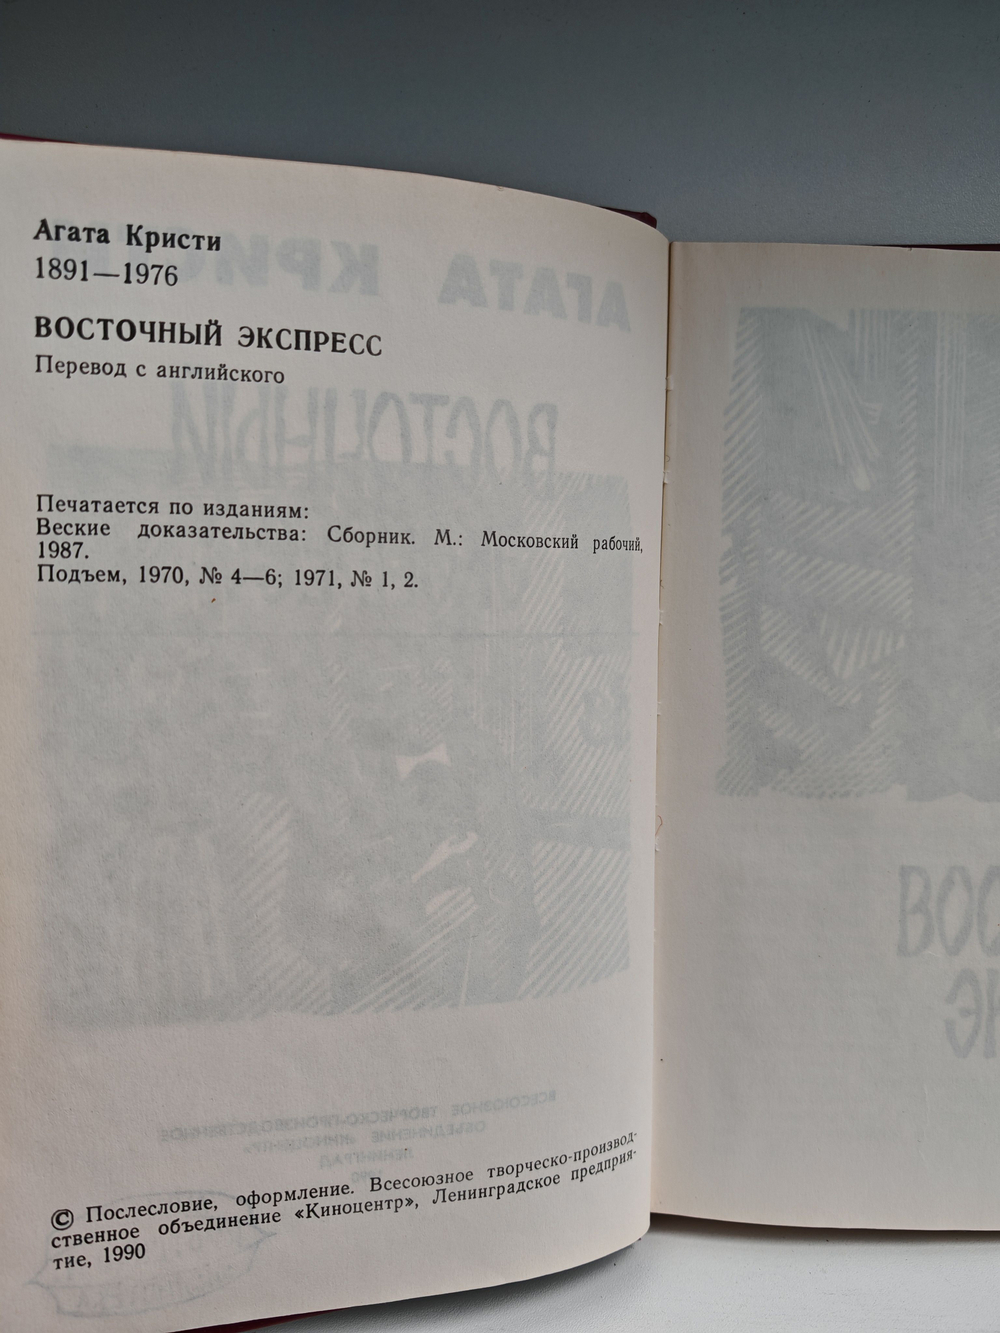 Агата Кристи
1891—1976
ВОСТОЧНЫЙ ЭКСПРЕСС
Перевод с английского
Печатается по изданиям:
Веские доказательства: Сборник. М.: Московский рабочий,
1987.
Подъем, 1970, № 4—6; 1971, № 1, 2.
© Послесловие, оформление. Всесоюзное творческо-производ-
ственное объединение «Киноцентр», Ленинградское предприя-
тие, 1990